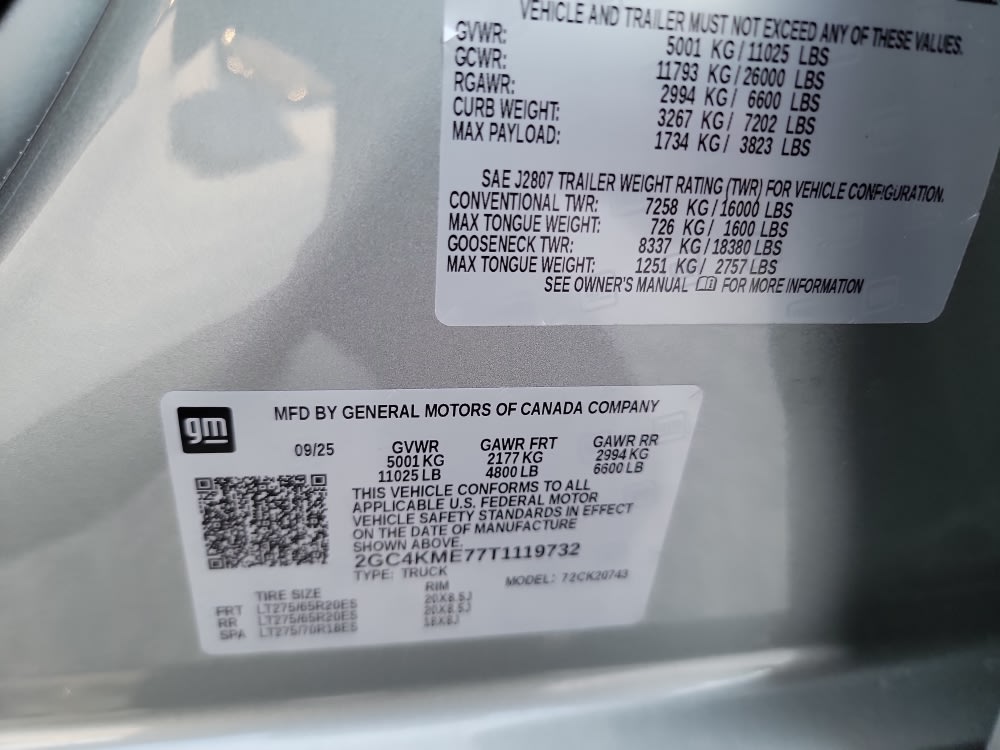 VEHICLE AND TRAILER MUST NOT EXCEED ANY OF THESE VALUES.
GVWR: 5001 KG/11025 LBS
GCWR: 11793 KG/26000 LBS
RGAWR: 2994 KG/ 6600 LBS
CURB WEIGHT: 3267 KG/ 7202 LBS
MAX PAYLOAD: 1734 KG/ 3823 LBS
SAE J2807 TRAILER WEIGHT RATING (TWR) FOR VEHICLE CONFIGURATION.
CONVENTIONAL TWR: 7258 KG/16000 LBS
MAX TONGUE WEIGHT: 726 KG/ 1600 LBS
GOOSENECK TWR: 8337 KG/18380 LBS
MAX TONGUE WEIGHT: 1251 KG/ 2757 LBS
SEE OWNER'S MANUAL FOR MORE INFORMATION
gm MFD BY GENERAL MOTORS OF CANADA COMPANY
09/25 GVWR GAWR FRT GAWR RR
5001 KG 2177 KG 2994 KG
11025 LB 4800 LB 6600 LB
THIS VEHICLE CONFORMS TO ALL
APPLICABLE U.S. FEDERAL MOTOR
VEHICLE SAFETY STANDARDS IN EFFECT
ON THE DATE OF MANUFACTURE
SHOWN ABOVE.
2GC4KME77T1119732
TYPE: TRUCK MODEL: 72CK20743
TIRE SIZE RIM
FRT LT275/65R20E5 20X8.5J
RR LT275/65R20E5 20X8.5J
SPA LT275/70R18E5 18X8J